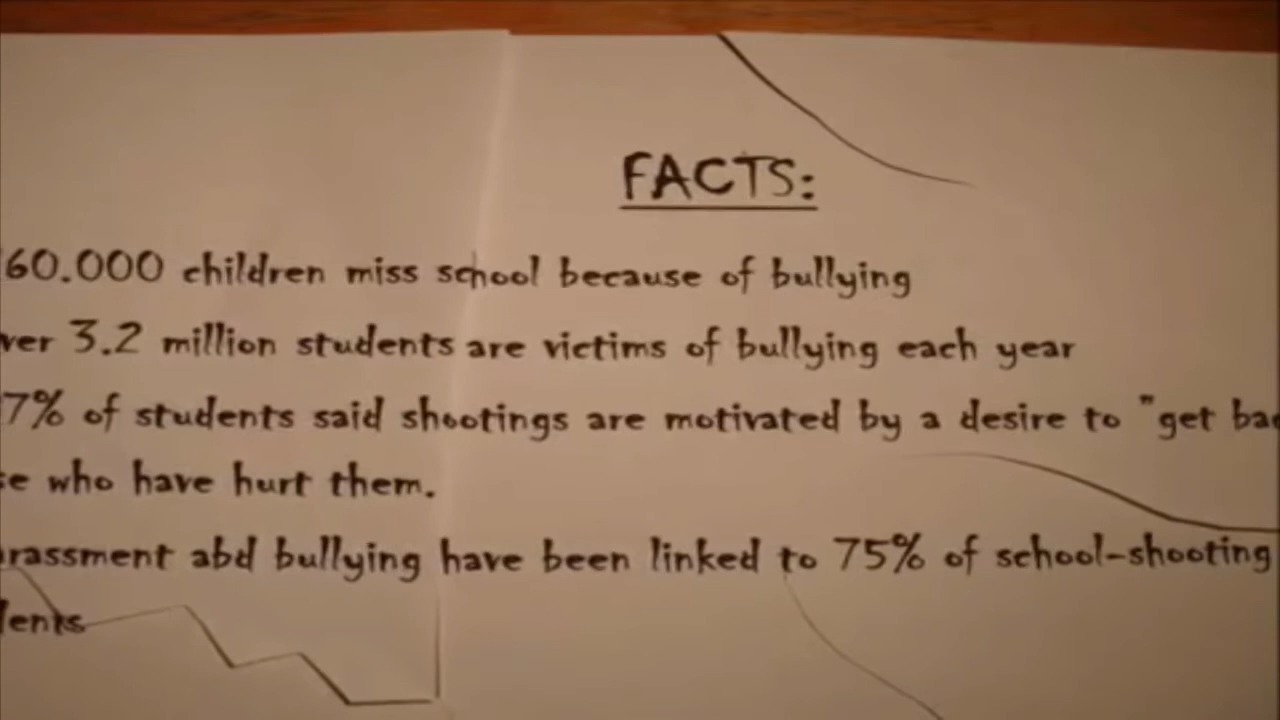 FACTS:
60.000 children miss school because of bullying
ver 3.2 million students are victims of bullying each year
7% of students said shootings are motivated by a desire to "get ba
se who have hurt them.
rassment abd bullying have been linked to 75% of school-shooting
dents